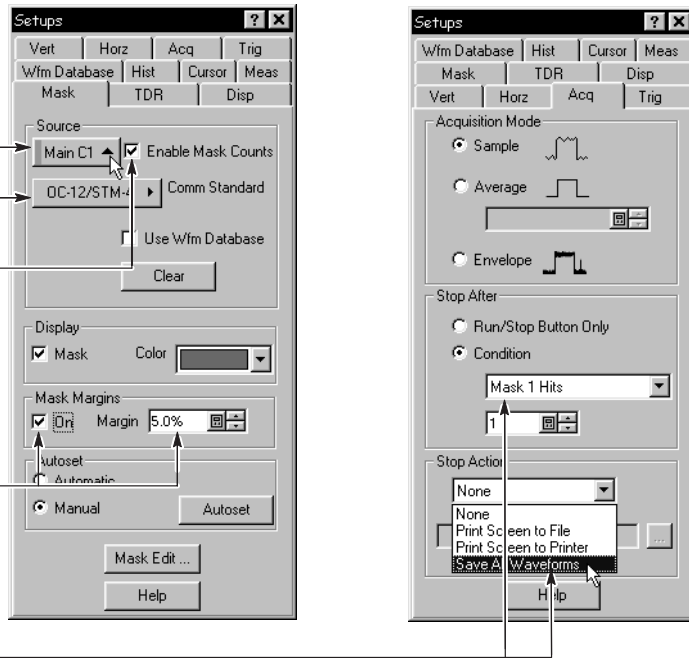 Setups
Vert Horz Acq Trig
Wfm Database Hist Cursor Meas
Mask TDR Disp
Source
Main C1 Enable Mask Counts
OC-12/STM-4 Comm Standard
Use Wfm Database
Clear
Display
Mask Color
Mask Margins
On Margin 5.0%
Autoset
Automatic
Manual Autoset
Mask Edit ...
Help
Setups
Wfm Database Hist Cursor Meas
Mask TDR Disp
Vert Horz Acq Trig
Acquisition Mode
Sample
Average
Envelope
Stop After
Run/Stop Button Only
Condition
Mask 1 Hits
1
Stop Action
None
None
Print Screen to File
Print Screen to Printer
Save All Waveforms
...
Help